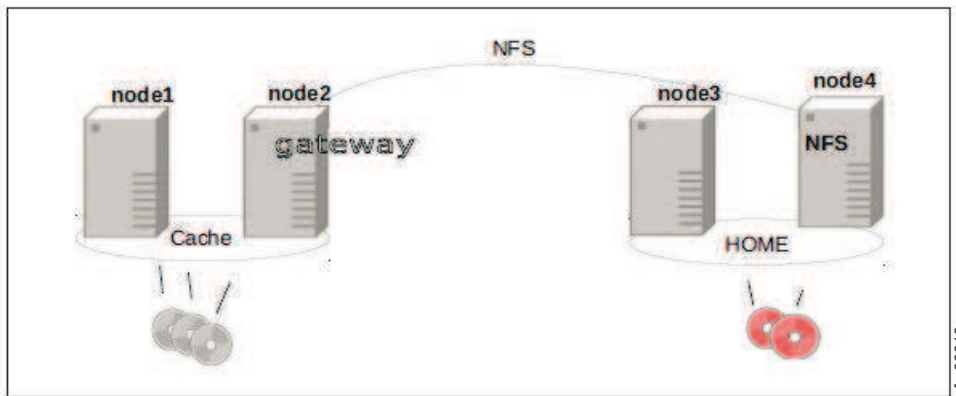 NFS
node1
node2
node3
node4
gateway
NFS
Cache
HOME